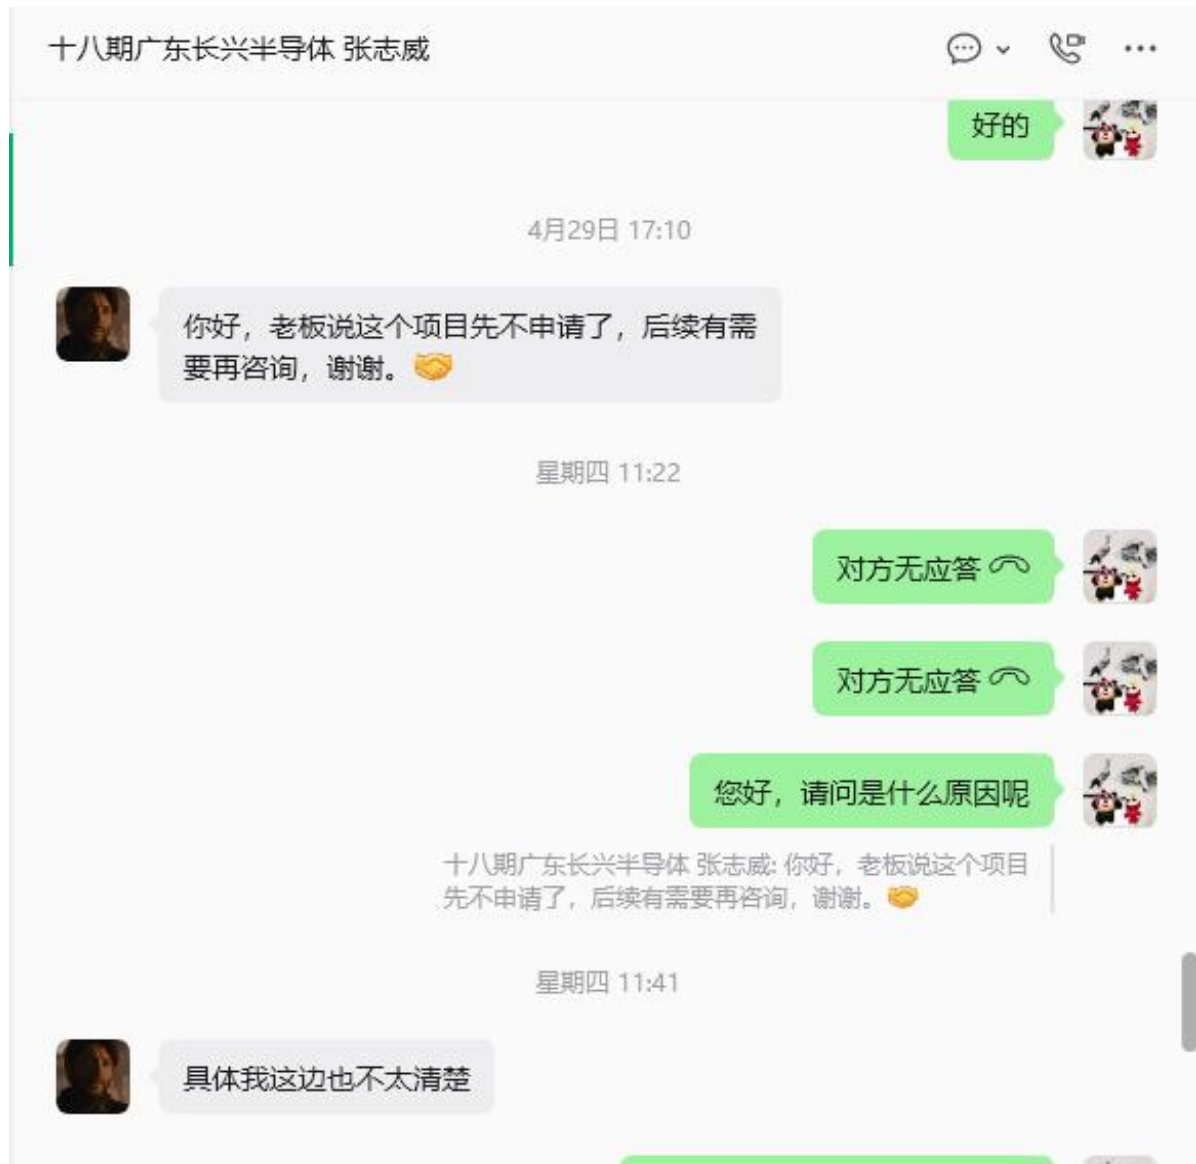 十八期广东长兴半导体 张志威
好的
4月29日 17:10
你好，老板说这个项目先不申请了，后续有需
要再咨询，谢谢。🤝
星期四 11:22
对方无应答
对方无应答
您好，请问是什么原因呢
十八期广东长兴半导体 张志威: 你好，老板说这个项目
先不申请了，后续有需要再咨询，谢谢。🤝
星期四 11:41
具体我这边也不太清楚